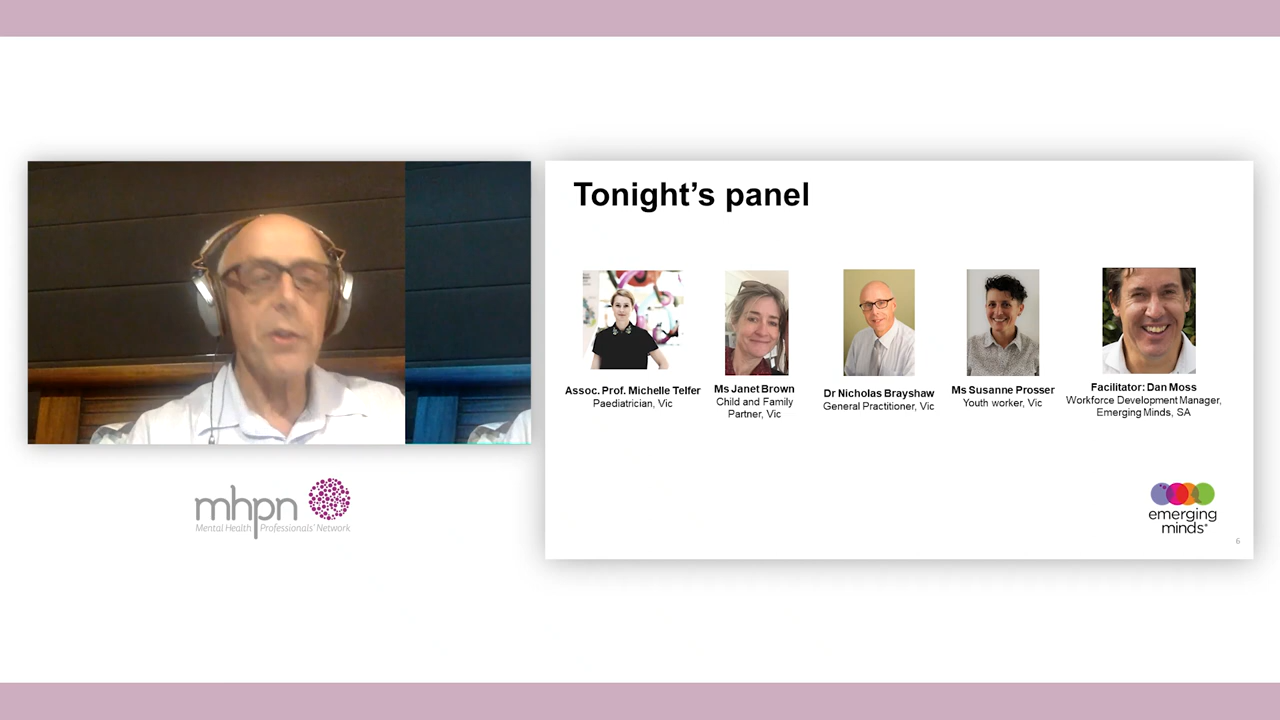 Tonight's panel
Assoc. Prof. Michelle Telfer
Paediatrician, Vic
Ms Janet Brown
Child and Family
Partner, Vic
Dr Nicholas Brayshaw
General Practitioner, Vic
Ms Susanne Prosser
Youth worker, Vic
Facilitator: Dan Moss
Workforce Development Manager,
Emerging Minds, SA
mhpn
Mental Health Professionals' Network
emerging
minds
6